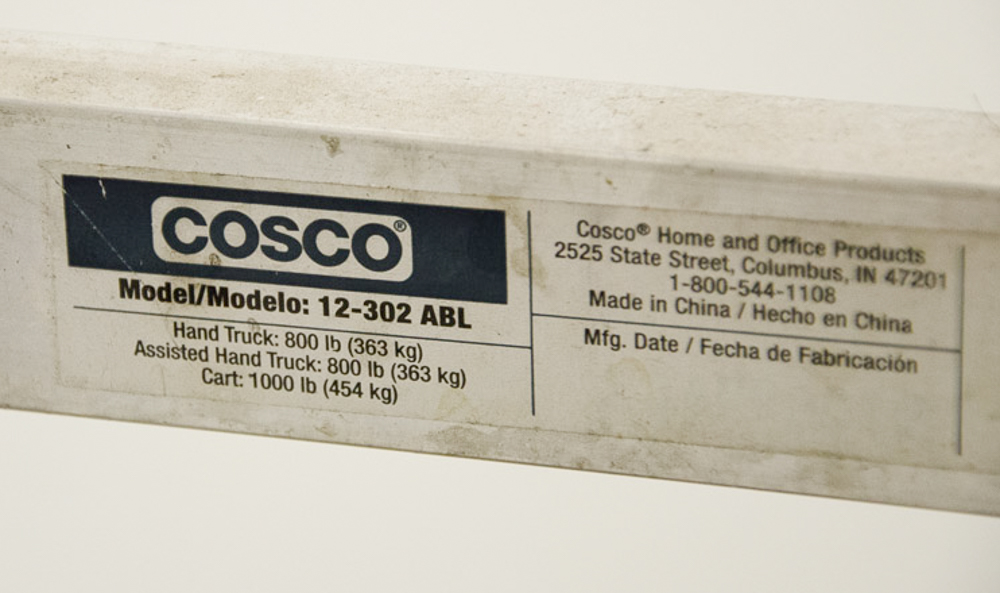 COSCO®
Model/Modelo: 12-302 ABL
Hand Truck: 800 lb (363 kg)
Assisted Hand Truck: 800 lb (363 kg)
Cart: 1000 lb (454 kg)
Cosco® Home and Office Products
2525 State Street, Columbus, IN 47201
1-800-544-1108
Made in China / Hecho en China
Mfg. Date / Fecha de Fabricación